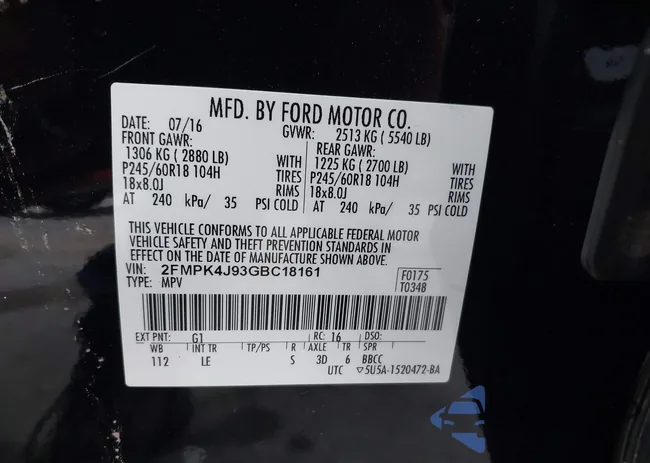 MFD. BY FORD MOTOR CO.
DATE: 07/16 GVWR: 2513 KG (5540 LB)
FRONT GAWR: REAR GAWR:
1306 KG (2880 LB) WITH 1225 KG (2700 LB) WITH
P245/60R18 104H TIRES P245/60R18 104H TIRES
18x8.0J RIMS 18x8.0J RIMS
AT 240 kPa/ 35 PSI COLD AT 240 kPa/ 35 PSI COLD
THIS VEHICLE CONFORMS TO ALL APPLICABLE FEDERAL MOTOR
VEHICLE SAFETY AND THEFT PREVENTION STANDARDS IN
EFFECT ON THE DATE OF MANUFACTURE SHOWN ABOVE.
VIN: 2FMPK4J93GBC18161 F0175
TYPE: MPV T0348
EXT PNT: G1 RC: 16 DSO:
WB INT TR TP/PS R AXLE TR SPR
112 LE S 3D 6 BBCC
UTC ▽5U5A-1520472-BA